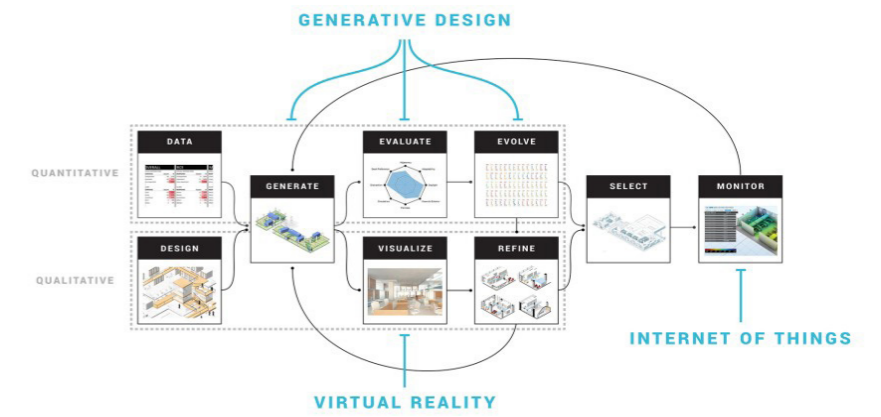 GENERATIVE DESIGN
DATA
EVALUATE
EVOLVE
QUANTITATIVE
GENERATE
SELECT
MONITOR
DESIGN
VISUALIZE
REFINE
QUALITATIVE
INTERNET OF THINGS
VIRTUAL REALITY